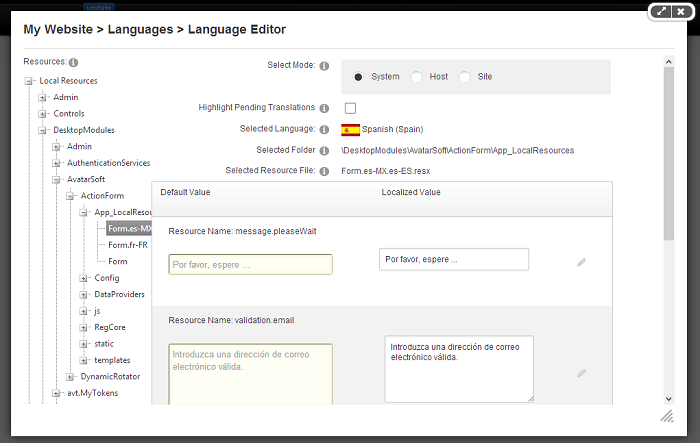 update
My Website > Languages > Language Editor
Resources:
Local Resources
Admin
Controls
DesktopModules
Admin
AuthenticationServices
AvatarSoft
ActionForm
App_LocalResou
Form.es-MX
Form.fr-FR
Form
Config
DataProviders
js
RegCore
static
templates
DynamicRotator
avt.MyTokens
Select Mode:
System Host Site
Highlight Pending Translations
Selected Language: Spanish (Spain)
Selected Folder \DesktopModules\AvatarSoft\ActionForm\App_LocalResources
Selected Resource File: Form.es-MX.es-ES.resx
Default Value Localized Value
Resource Name: message.pleaseWait
Por favor, espere ... Por favor, espere ...
Resource Name: validation.email
Introduzca una dirección de correo
electrónico válida.
Introduzca una dirección de correo
electrónico válida.